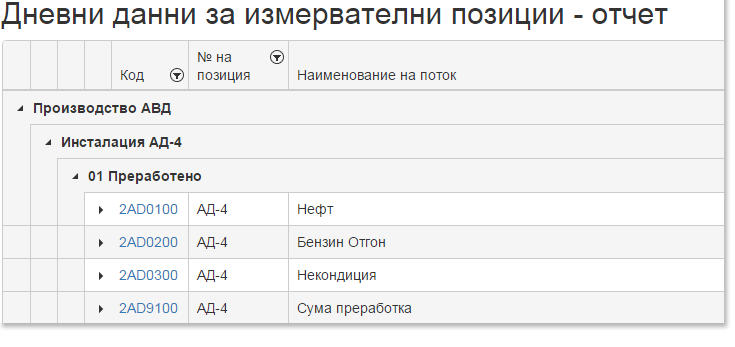 Дневни данни за измервателни позиции - отчет
Код
№ на
позиция
Наименование на поток
Производство АВД
Инсталация АД-4
01 Преработено
2AD0100 АД-4 Нефт
2AD0200 АД-4 Бензин Отгон
2AD0300 АД-4 Некондиция
2AD9100 АД-4 Сума преработка